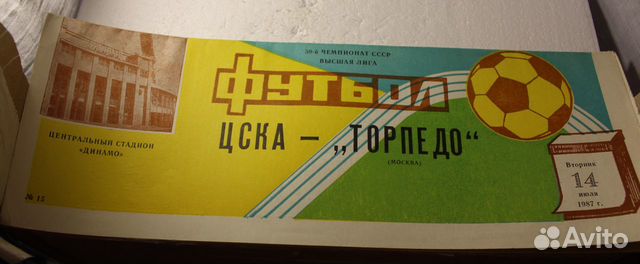 50-й ЧЕМПИОНАТ СССР
ВЫСШАЯ ЛИГА
ФУТБОЛ
ЦСКА – „ТОРПЕДО“
(МОСКВА)
ЦЕНТРАЛЬНЫЙ СТАДИОН
«ДИНАМО»
№ 15
Вторник
14
июля
1987 г.
Avito